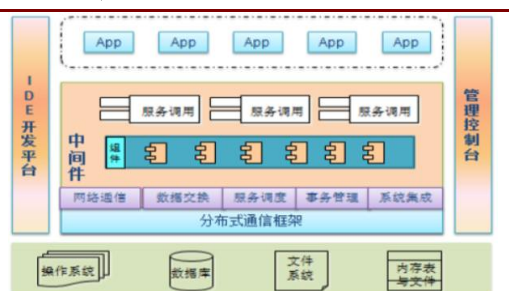 App App App App App
IDE开发平台
管理控制台
服务调用 服务调用 服务调用
中间件
组件
网络通信 数据交换 服务调度 事务管理 系统集成
分布式通信框架
操作系统 数据库 文件系统 内存表与文件